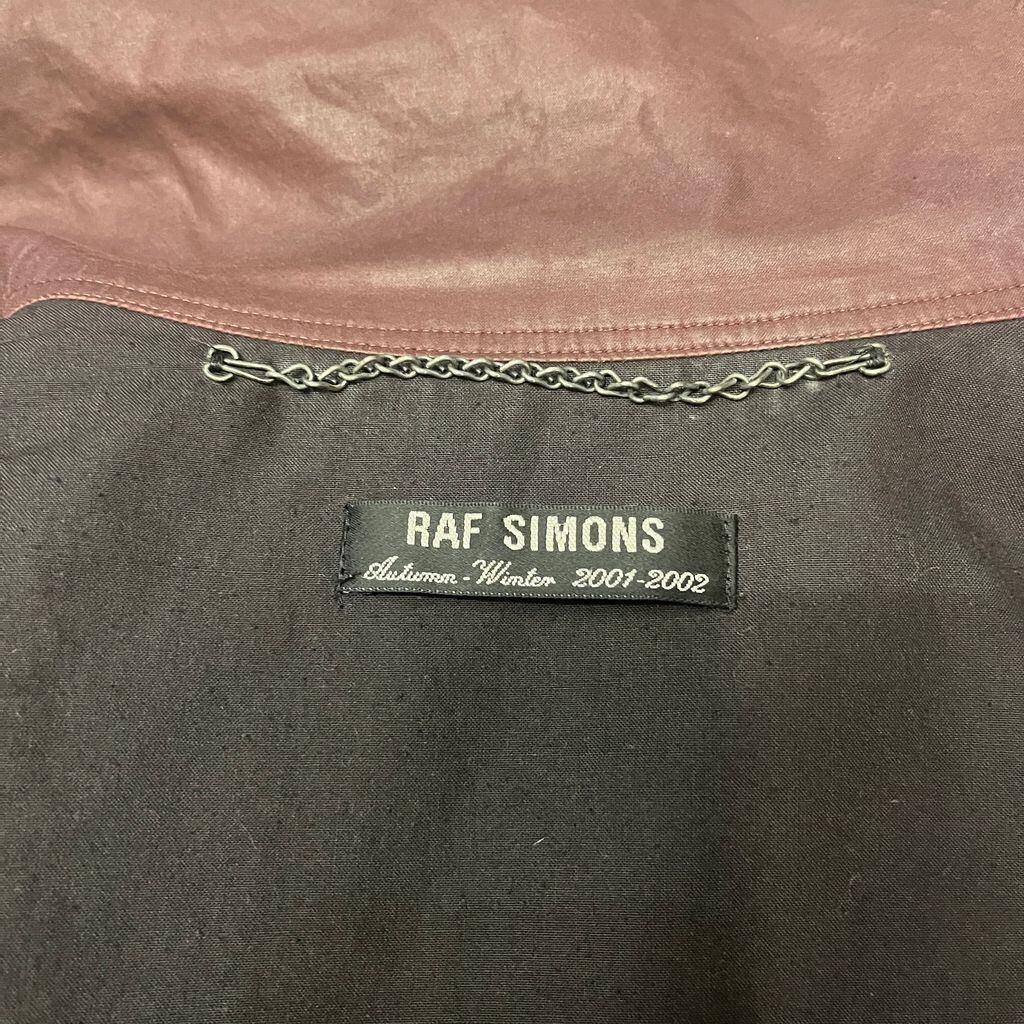 RAF SIMONS
Autumn - Winter 2001-2002